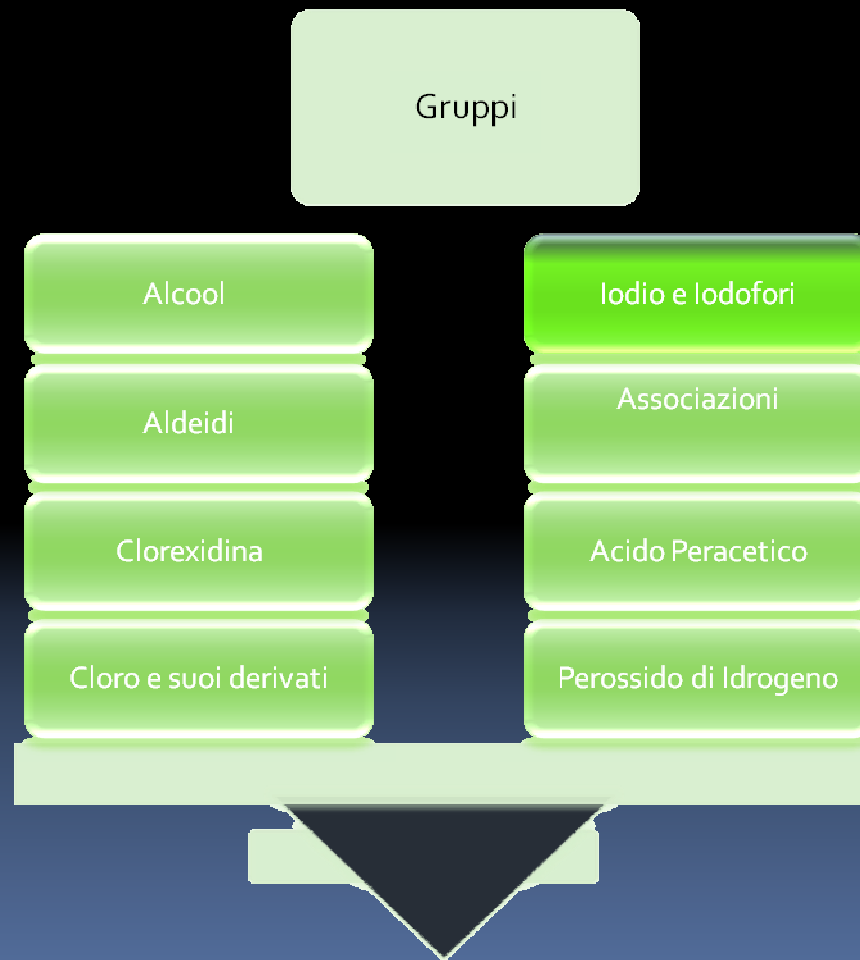 Gruppi
Alcool
Aldeidi
Clorexidina
Cloro e suoi derivati
Iodio e Iodofori
Associazioni
Acido Peracetico
Perossido di Idrogeno